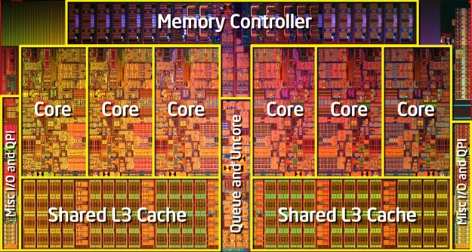 Memory Controller
Core
Core
Core
Core
Core
Core
Misc I/O and QPI
Queue and Uncore
Misc I/O and QPI
Shared L3 Cache
Shared L3 Cache